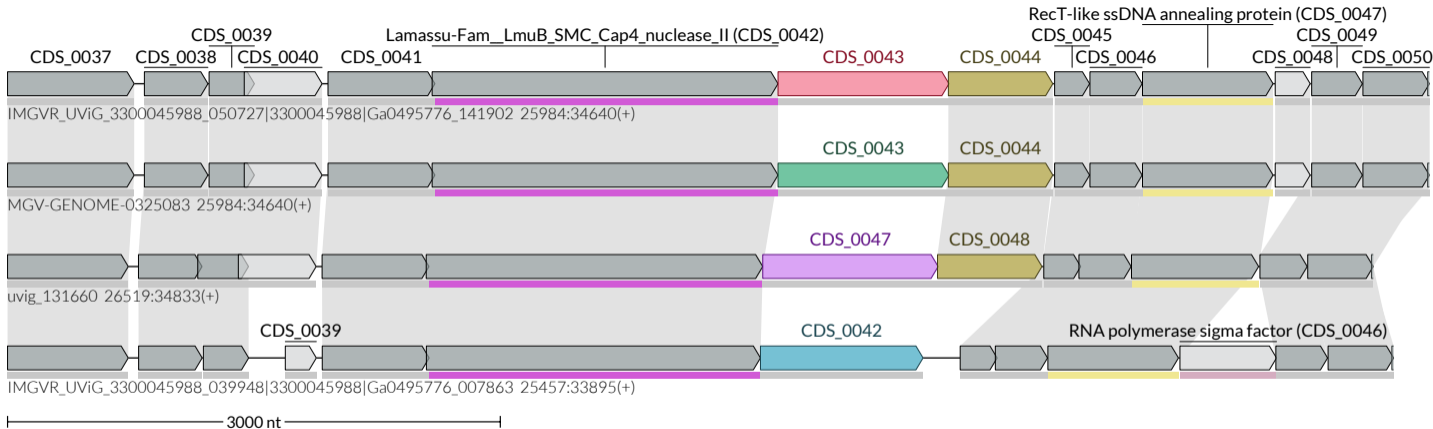 RecT-like ssDNA annealing protein (CDS_0047)
CDS_0039 Lamassu-Fam__LmuB_SMC_Cap4_nuclease_II (CDS_0042) CDS_0045 CDS_0049
CDS_0037 CDS_0038 CDS_0040 CDS_0041 CDS_0043 CDS_0044 CDS_0046 CDS_0048 CDS_0050
IMGVR_UViG_3300045988_050727|3300045988|Ga0495776_141902 25984:34640(+)
CDS_0043 CDS_0044
MGV-GENOME-0325083 25984:34640(+)
CDS_0047 CDS_0048
uvig_131660 26519:34833(+)
CDS_0039 CDS_0042 RNA polymerase sigma factor (CDS_0046)
IMGVR_UViG_3300045988_039948|3300045988|Ga0495776_007863 25457:33895(+)
3000 nt